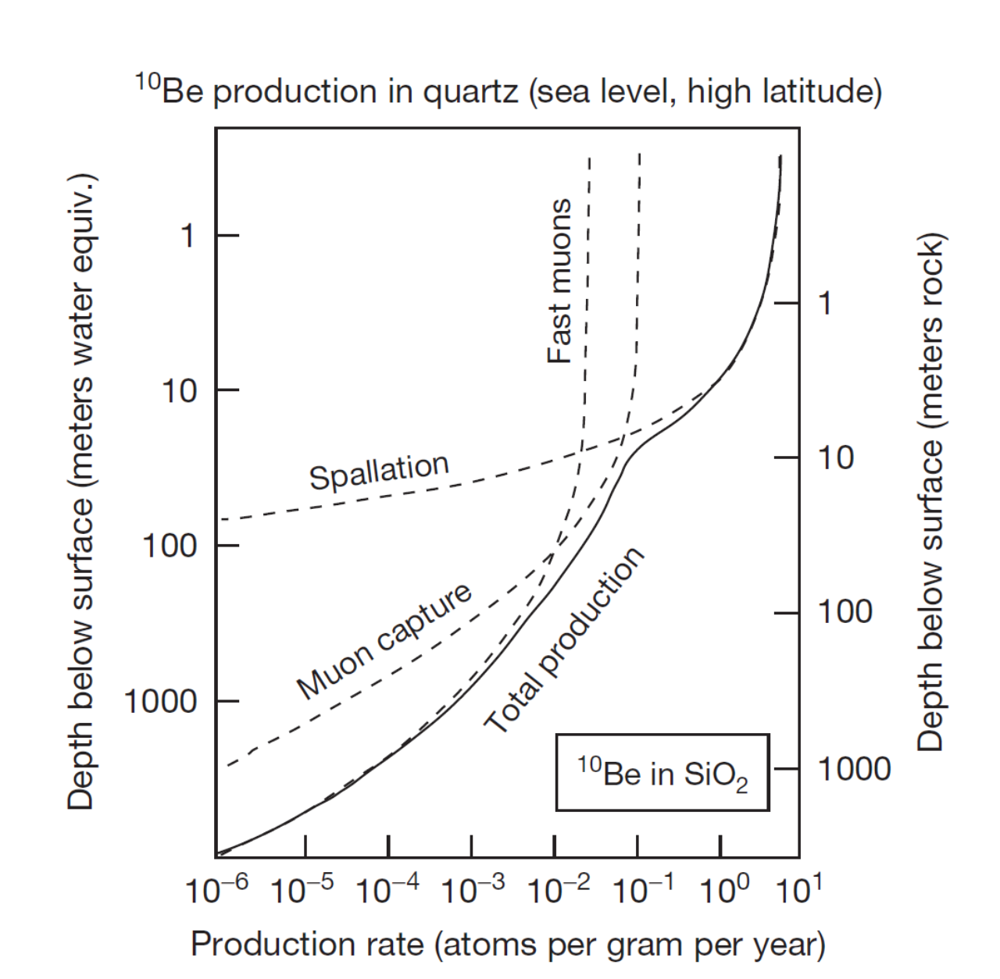 ¹⁰Be production in quartz (sea level, high latitude)
Depth below surface (meters water equiv.)
1
10
100
1000
Fast muons
Spallation
Muon capture
Total production
¹⁰Be in SiO₂
1
10
100
1000
Depth below surface (meters rock)
10⁻⁶ 10⁻⁵ 10⁻⁴ 10⁻³ 10⁻² 10⁻¹ 10⁰ 10¹
Production rate (atoms per gram per year)